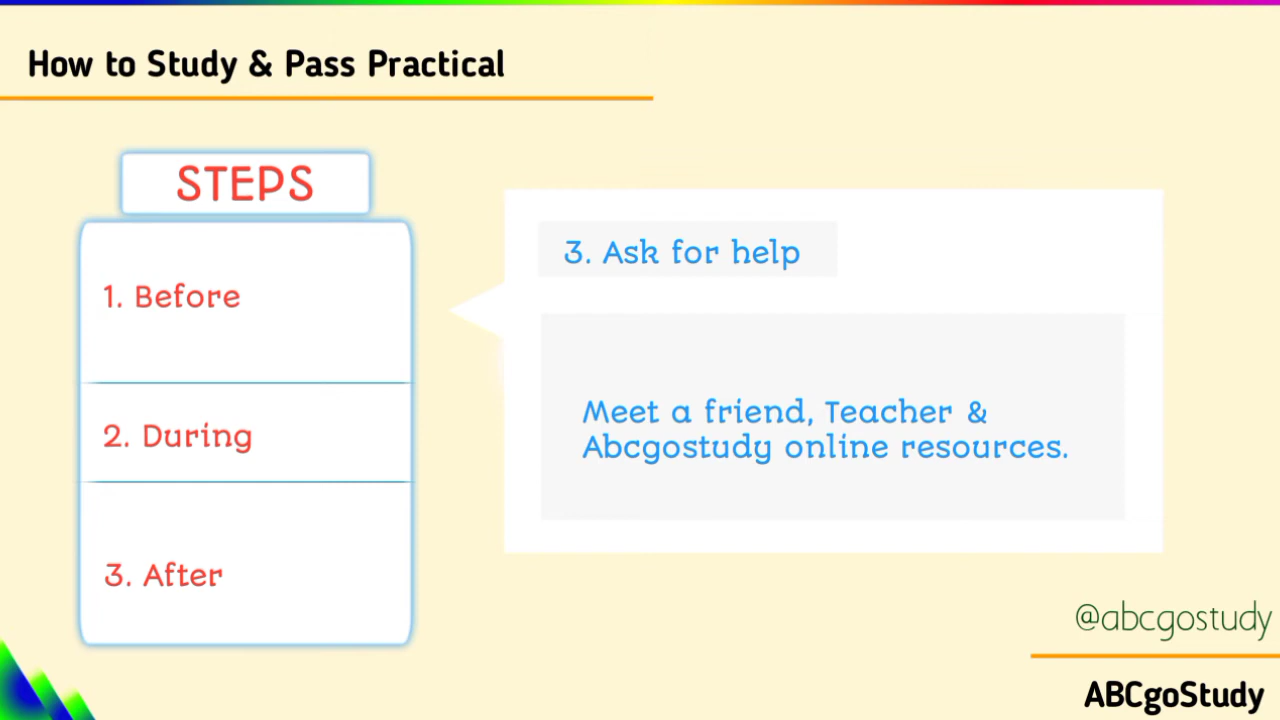 How to Study & Pass Practical
STEPS
1. Before
2. During
3. After
3. Ask for help
Meet a friend, Teacher &
Abcgostudy online resources.
@abcgostudy
ABCgoStudy